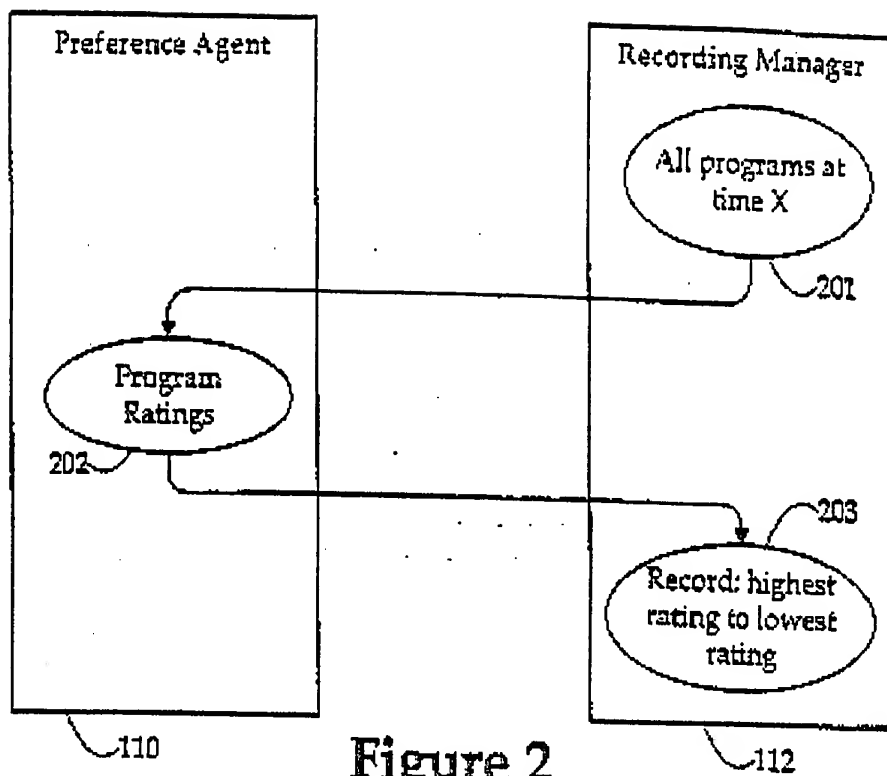 Preference Agent
Recording Manager
All programs at
time X
201
Program
Ratings
202
203
Record: highest
rating to lowest
rating
110
Figure 2
112